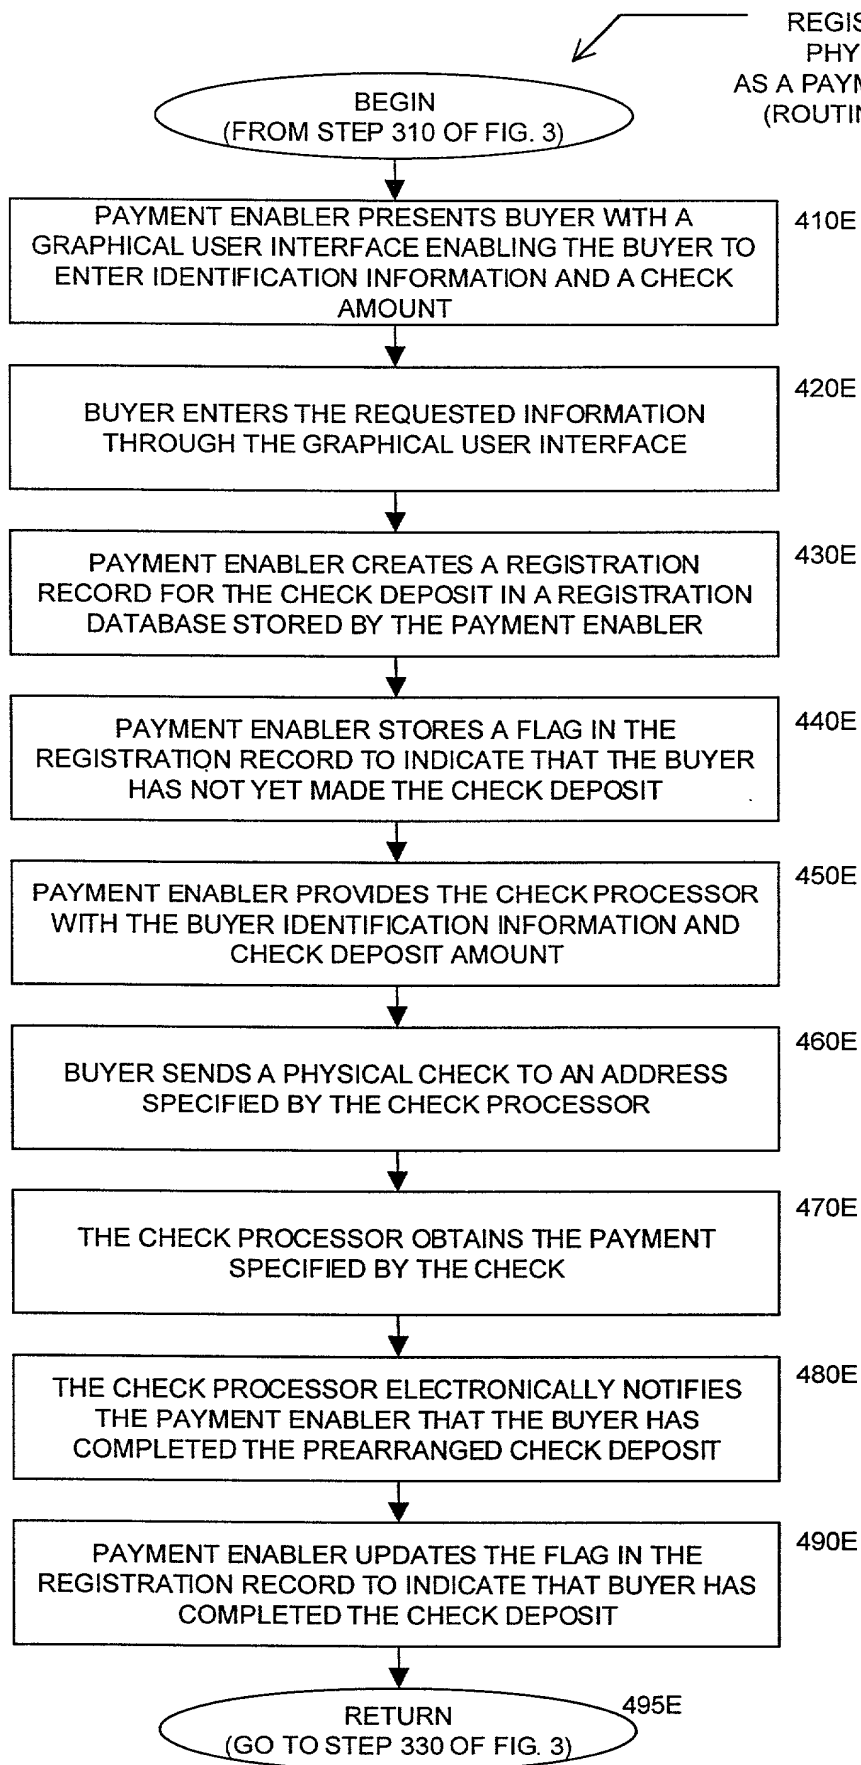 REGIS
PHY
AS A PAYM
(ROUTIN
BEGIN
(FROM STEP 310 OF FIG. 3)
PAYMENT ENABLER PRESENTS BUYER WITH A
GRAPHICAL USER INTERFACE ENABLING THE BUYER TO
ENTER IDENTIFICATION INFORMATION AND A CHECK
AMOUNT
410E
BUYER ENTERS THE REQUESTED INFORMATION
THROUGH THE GRAPHICAL USER INTERFACE
420E
PAYMENT ENABLER CREATES A REGISTRATION
RECORD FOR THE CHECK DEPOSIT IN A REGISTRATION
DATABASE STORED BY THE PAYMENT ENABLER
430E
PAYMENT ENABLER STORES A FLAG IN THE
REGISTRATION RECORD TO INDICATE THAT THE BUYER
HAS NOT YET MADE THE CHECK DEPOSIT
440E
PAYMENT ENABLER PROVIDES THE CHECK PROCESSOR
WITH THE BUYER IDENTIFICATION INFORMATION AND
CHECK DEPOSIT AMOUNT
450E
BUYER SENDS A PHYSICAL CHECK TO AN ADDRESS
SPECIFIED BY THE CHECK PROCESSOR
460E
THE CHECK PROCESSOR OBTAINS THE PAYMENT
SPECIFIED BY THE CHECK
470E
THE CHECK PROCESSOR ELECTRONICALLY NOTIFIES
THE PAYMENT ENABLER THAT THE BUYER HAS
COMPLETED THE PREARRANGED CHECK DEPOSIT
480E
PAYMENT ENABLER UPDATES THE FLAG IN THE
REGISTRATION RECORD TO INDICATE THAT BUYER HAS
COMPLETED THE CHECK DEPOSIT
490E
RETURN
(GO TO STEP 330 OF FIG. 3)
495E